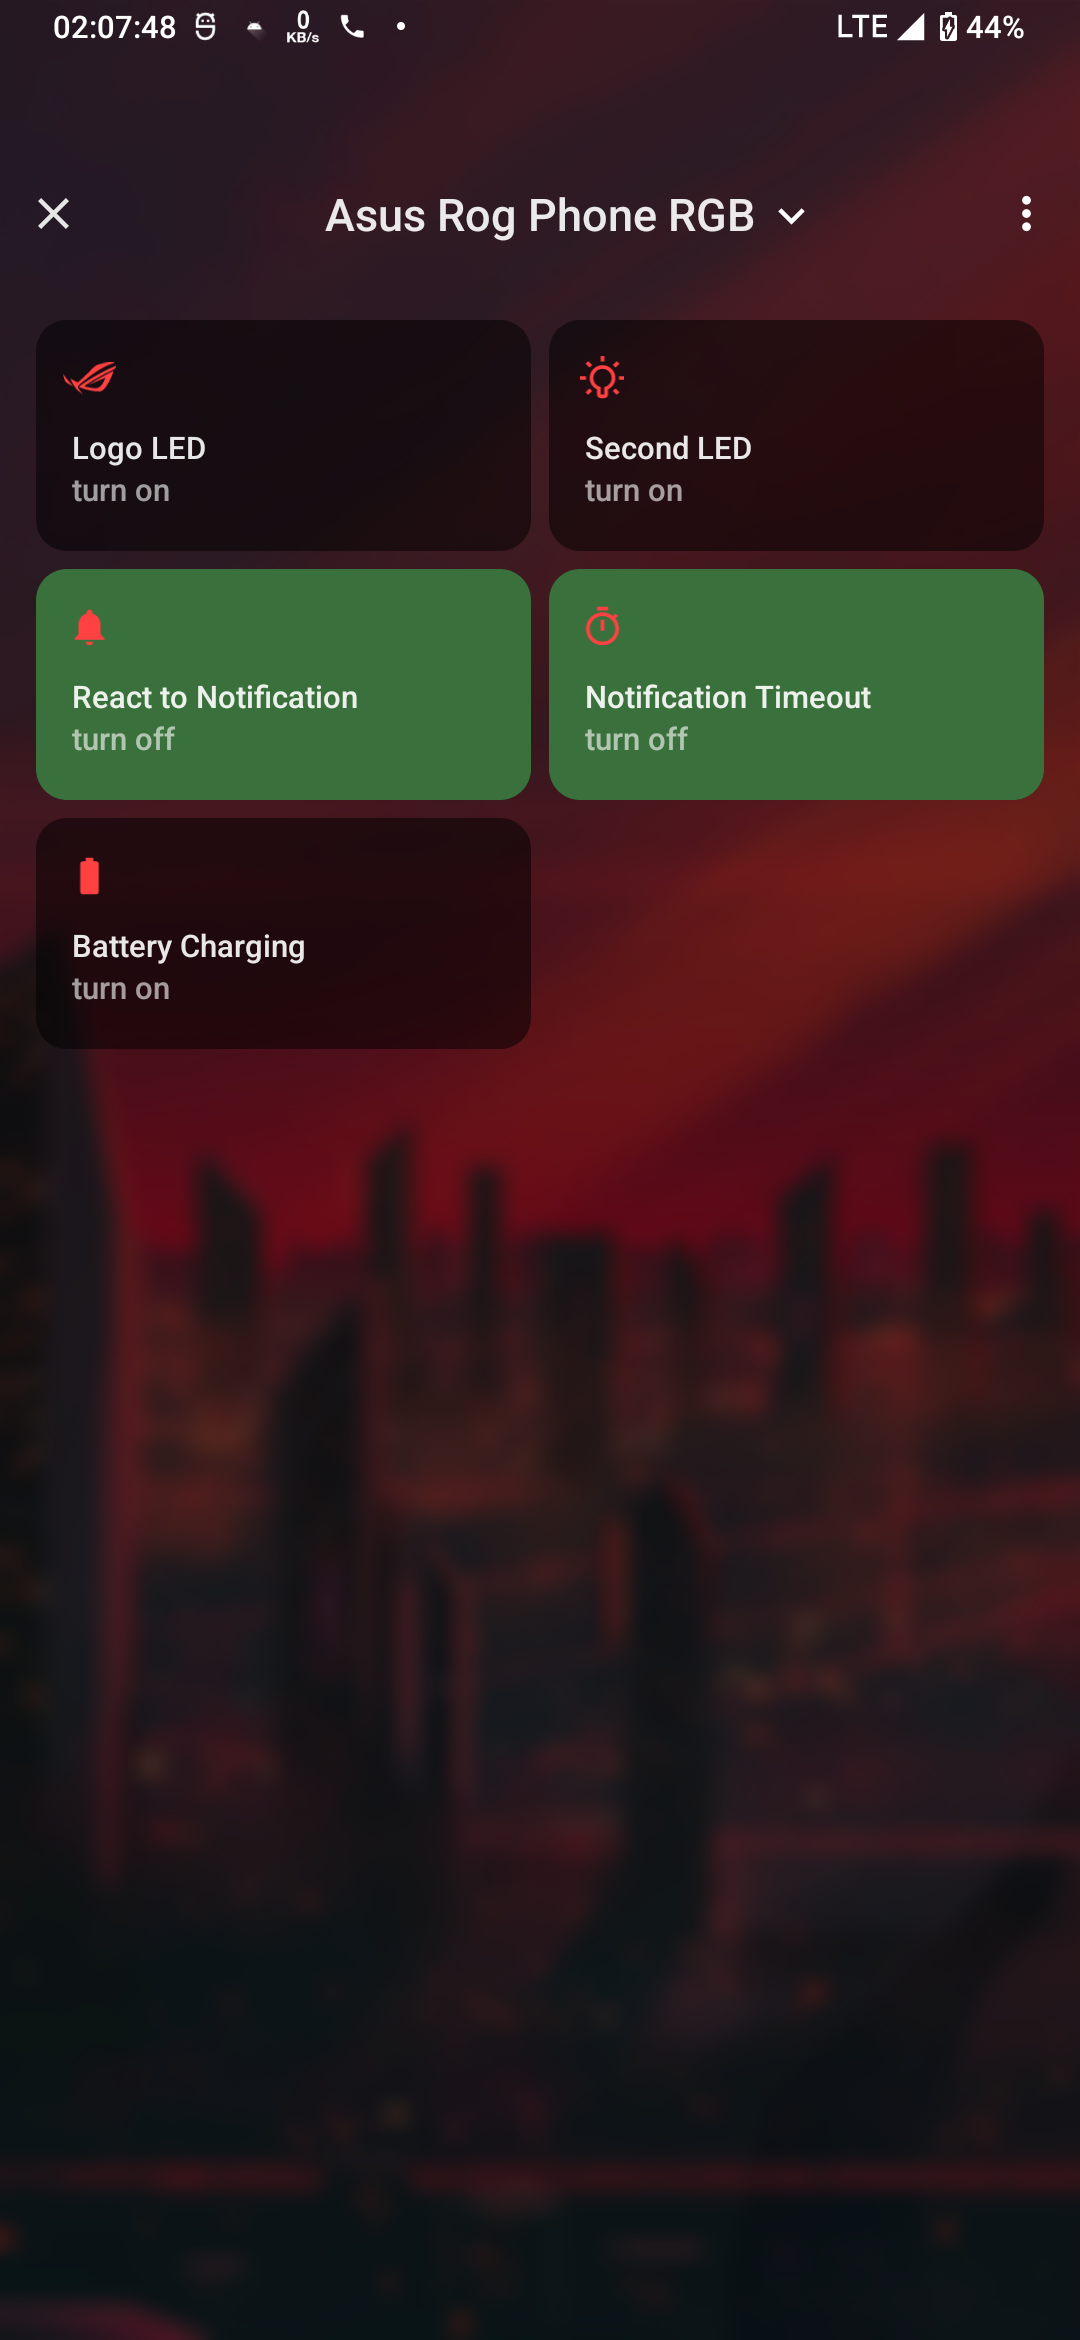 02:07:48 0 KB/s LTE 44%
Asus Rog Phone RGB
Logo LED
turn on
Second LED
turn on
React to Notification
turn off
Notification Timeout
turn off
Battery Charging
turn on